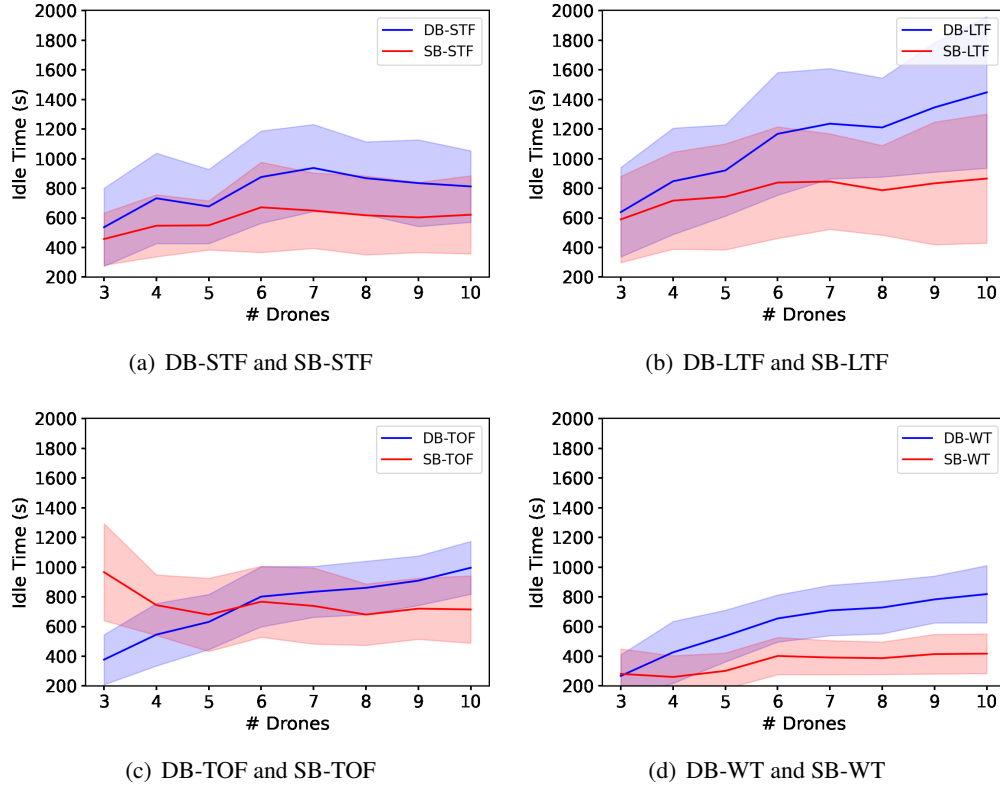 2000
1800
1600
1400
1200
1000
800
600
400
200
Idle Time (s)
DB-STF
SB-STF
3 4 5 6 7 8 9 10
# Drones
(a) DB-STF and SB-STF
2000
1800
1600
1400
1200
1000
800
600
400
200
Idle Time (s)
DB-LTF
SB-LTF
3 4 5 6 7 8 9 10
# Drones
(b) DB-LTF and SB-LTF
2000
1800
1600
1400
1200
1000
800
600
400
200
Idle Time (s)
DB-TOF
SB-TOF
3 4 5 6 7 8 9 10
# Drones
(c) DB-TOF and SB-TOF
2000
1800
1600
1400
1200
1000
800
600
400
200
Idle Time (s)
DB-WT
SB-WT
3 4 5 6 7 8 9 10
# Drones
(d) DB-WT and SB-WT